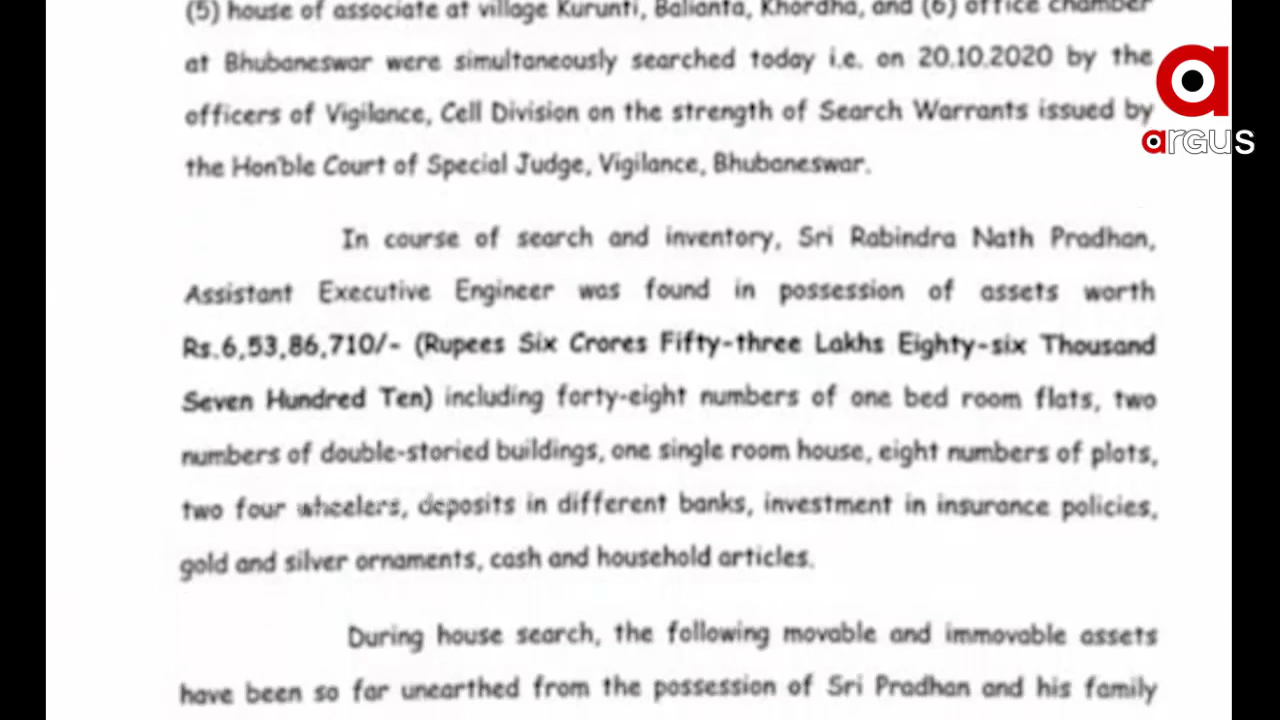 (5) house of associate at village Kurunti, Balianta, Khordha, and (6) office chamber
at Bhubaneswar were simultaneously searched today i.e. on 20.10.2020 by the
officers of Vigilance, Cell Division on the strength of Search Warrants issued by
the Hon'ble Court of Special Judge, Vigilance, Bhubaneswar.
In course of search and inventory, Sri Rabindra Nath Pradhan,
Assistant Executive Engineer was found in possession of assets worth
Rs.6,53,86,710/- (Rupees Six Crores Fifty-three Lakhs Eighty-six Thousand
Seven Hundred Ten) including forty-eight numbers of one bed room flats, two
numbers of double-storied buildings, one single room house, eight numbers of plots,
two four wheelers, deposits in different banks, investment in insurance policies,
gold and silver ornaments, cash and household articles.
During house search, the following movable and immovable assets
have been so far unearthed from the possession of Sri Pradhan and his family
a
argus